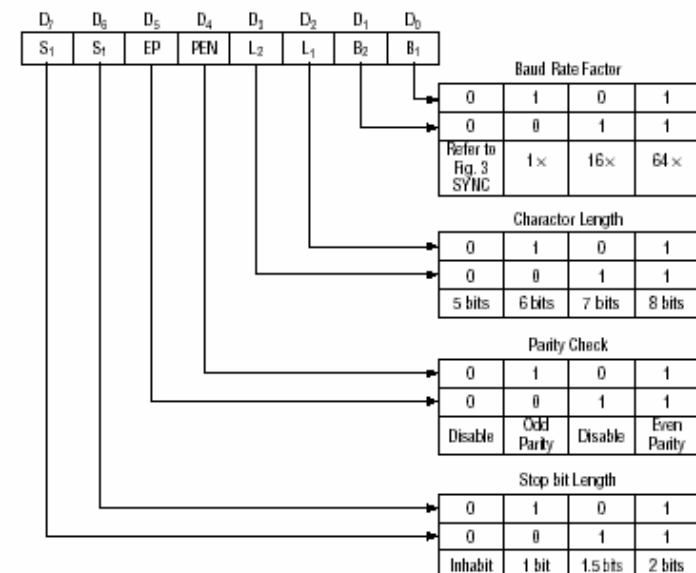 D₇ D₆ D₅ D₄ D₃ D₂ D₁ D₀
S₁ S₁ EP PEN L₂ L₁ B₂ B₁
Baud Rate Factor
0 1 0 1
0 0 1 1
Refer to Fig. 3 SYNC 1× 16× 64×
Charactor Length
0 1 0 1
0 0 1 1
5 bits 6 bits 7 bits 8 bits
Parity Check
0 1 0 1
0 0 1 1
Disable Odd Parity Disable Even Parity
Stop bit Length
0 1 0 1
0 0 1 1
Inhabit 1 bit 1.5 bits 2 bits